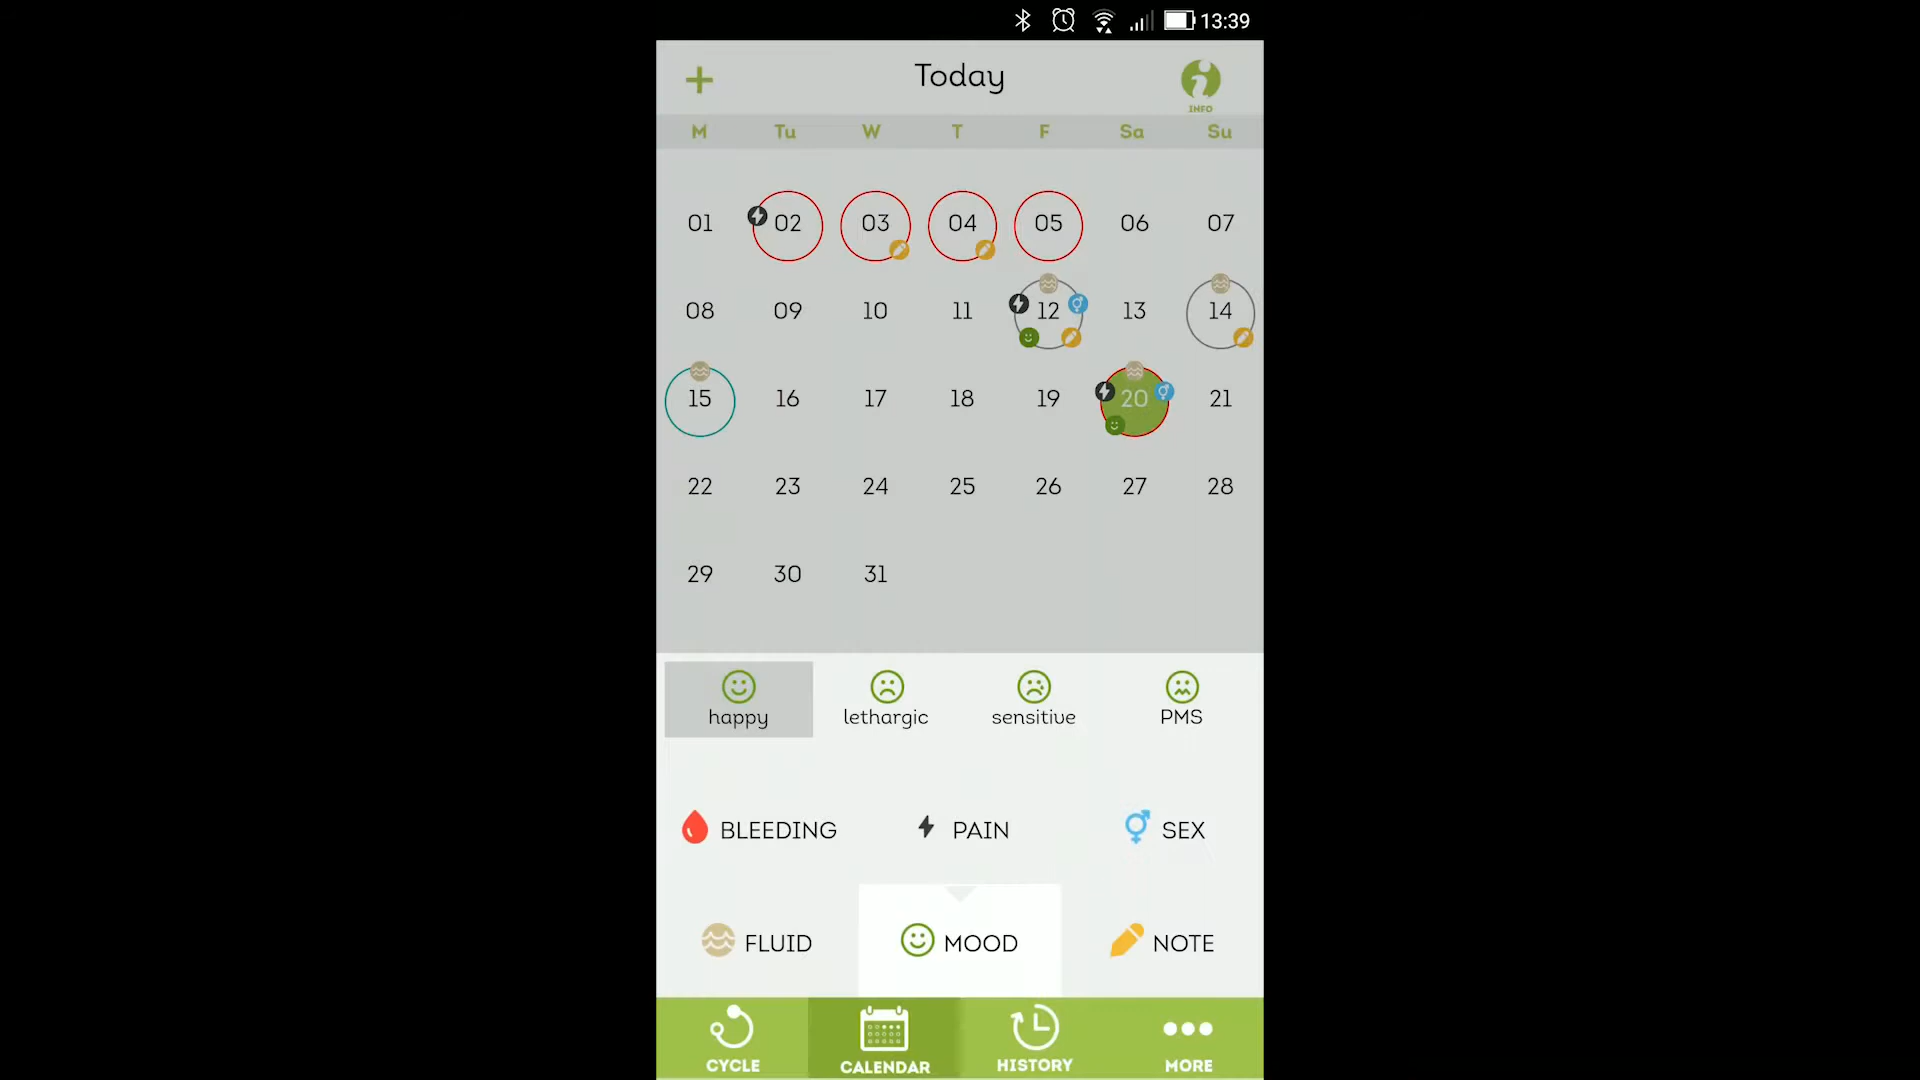 13:39
Today
INFO
M Tu W T F Sa Su
01 02 03 04 05 06 07
08 09 10 11 12 13 14
15 16 17 18 19 20 21
22 23 24 25 26 27 28
29 30 31
happy lethargic sensitive PMS
BLEEDING PAIN SEX
FLUID MOOD NOTE
CYCLE CALENDAR HISTORY MORE